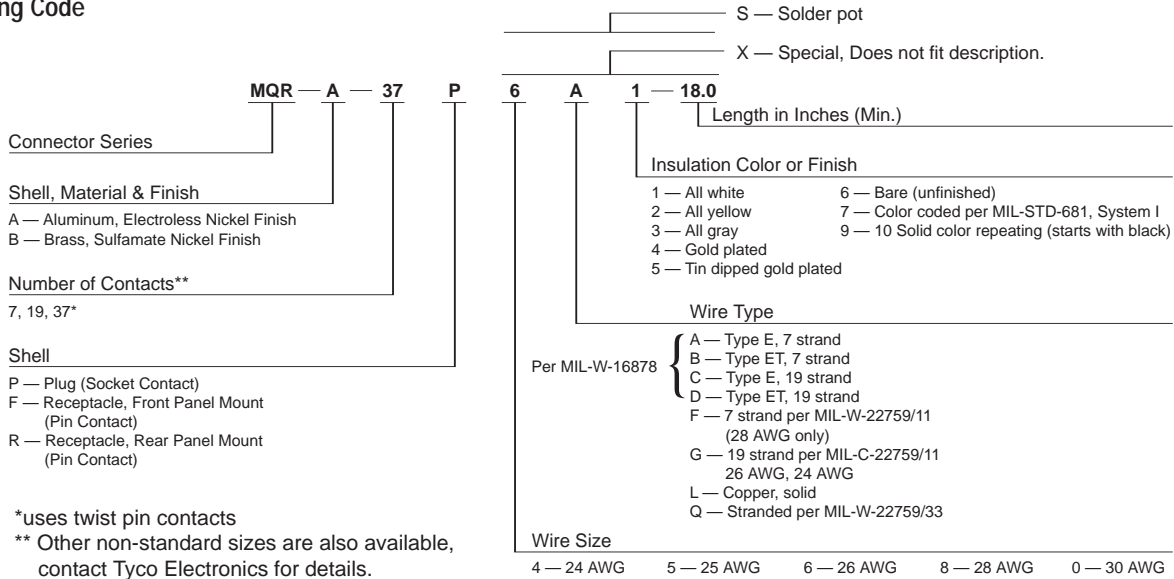 ng Code
S — Solder pot
X — Special, Does not fit description.
MQR — A — 37 P 6 A 1 — 18.0
Length in Inches (Min.)
Connector Series
Insulation Color or Finish
1 — All white
2 — All yellow
3 — All gray
4 — Gold plated
5 — Tin dipped gold plated
6 — Bare (unfinished)
7 — Color coded per MIL-STD-681, System I
9 — 10 Solid color repeating (starts with black)
Shell, Material & Finish
A — Aluminum, Electroless Nickel Finish
B — Brass, Sulfamate Nickel Finish
Number of Contacts**
7, 19, 37*
Wire Type
Per MIL-W-16878
A — Type E, 7 strand
B — Type ET, 7 strand
C — Type E, 19 strand
D — Type ET, 19 strand
F — 7 strand per MIL-W-22759/11
(28 AWG only)
G — 19 strand per MIL-C-22759/11
26 AWG, 24 AWG
L — Copper, solid
Q — Stranded per MIL-W-22759/33
Shell
P — Plug (Socket Contact)
F — Receptacle, Front Panel Mount
(Pin Contact)
R — Receptacle, Rear Panel Mount
(Pin Contact)
*uses twist pin contacts
** Other non-standard sizes are also available,
contact Tyco Electronics for details.
Wire Size
4 — 24 AWG 5 — 25 AWG 6 — 26 AWG 8 — 28 AWG 0 — 30 AWG